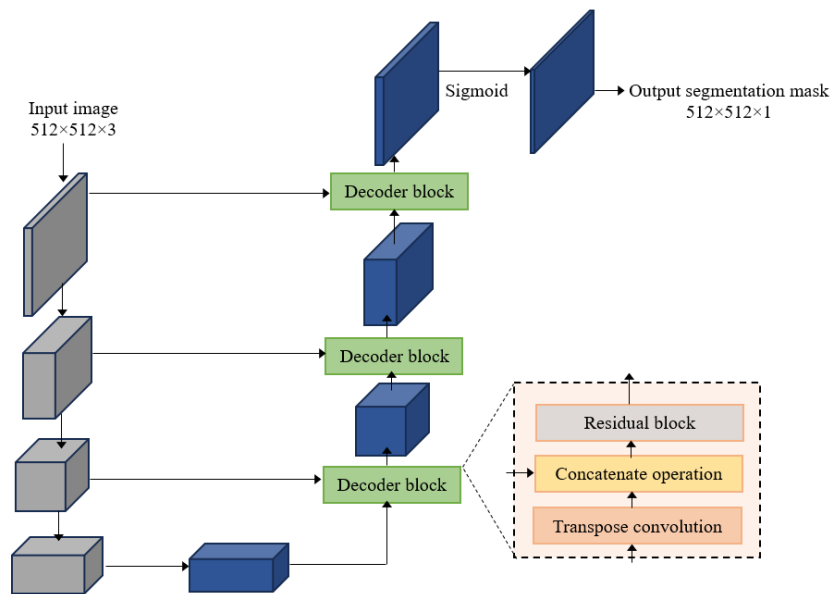 Input image
512×512×3
Sigmoid
Output segmentation mask
512×512×1
Decoder block
Decoder block
Decoder block
Residual block
Concatenate operation
Transpose convolution